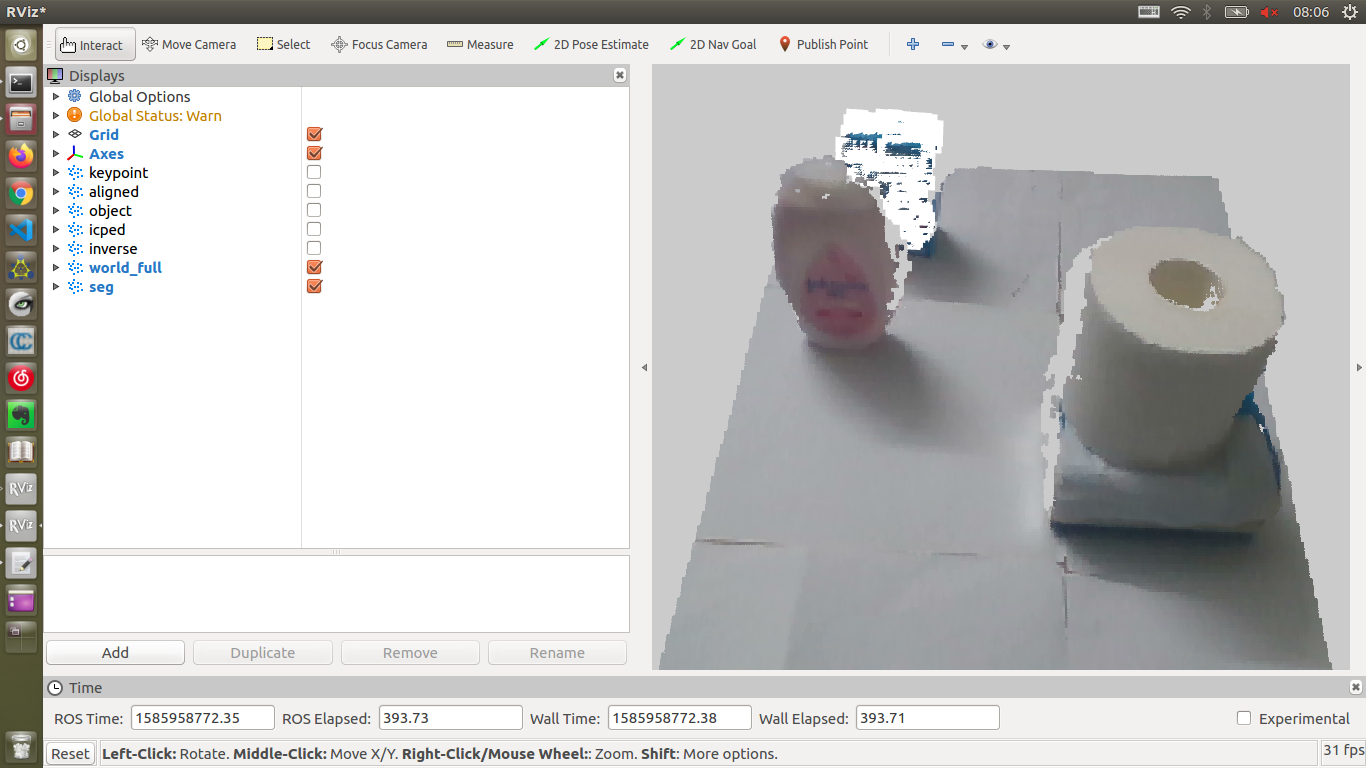 RViz*
08:06
Interact
Move Camera
Select
Focus Camera
Measure
2D Pose Estimate
2D Nav Goal
Publish Point
Displays
Global Options
Global Status: Warn
Grid
Axes
keypoint
aligned
object
icped
inverse
world_full
seg
Add
Duplicate
Remove
Rename
Time
ROS Time:
1585958772.35
ROS Elapsed:
393.73
Wall Time:
1585958772.38
Wall Elapsed:
393.71
Experimental
Reset
Left-Click: Rotate. Middle-Click: Move X/Y. Right-Click/Mouse Wheel:: Zoom. Shift: More options.
31 fps
RViz
RViz